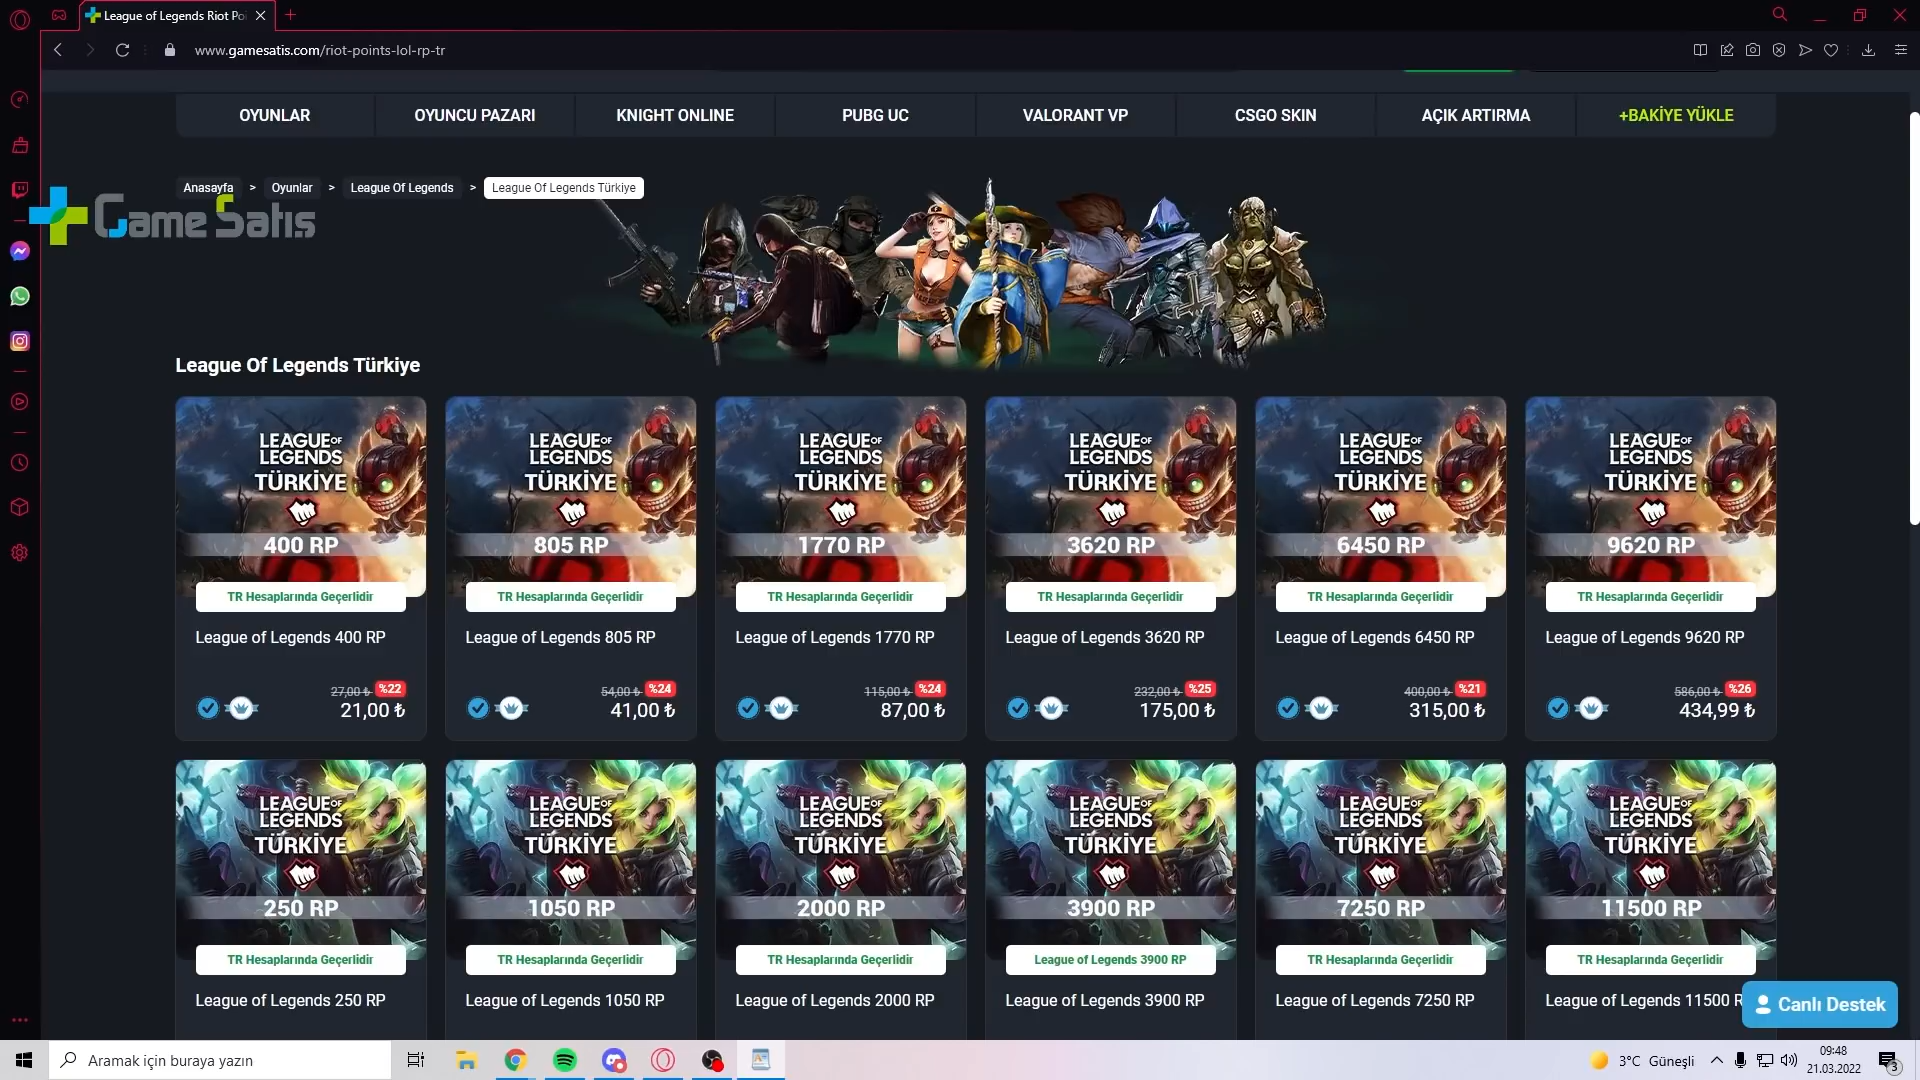 League of Legends Riot Poi
www.gamesatis.com/riot-points-lol-rp-tr
OYUNLAR
OYUNCU PAZARI
KNIGHT ONLINE
PUBG UC
VALORANT VP
CSGO SKIN
AÇIK ARTIRMA
+BAKİYE YÜKLE
Anasayfa > Oyunlar > League Of Legends > League Of Legends Türkiye
Game Satıs
League Of Legends Türkiye
LEAGUE OF
LEGENDS
TÜRKİYE
400 RP
TR Hesaplarında Geçerlidir
League of Legends 400 RP
27,00 ₺ %22
21,00 ₺
LEAGUE OF
LEGENDS
TÜRKİYE
805 RP
TR Hesaplarında Geçerlidir
League of Legends 805 RP
54,00 ₺ %24
41,00 ₺
LEAGUE OF
LEGENDS
TÜRKİYE
1770 RP
TR Hesaplarında Geçerlidir
League of Legends 1770 RP
115,00 ₺ %24
87,00 ₺
LEAGUE OF
LEGENDS
TÜRKİYE
3620 RP
TR Hesaplarında Geçerlidir
League of Legends 3620 RP
232,00 ₺ %25
175,00 ₺
LEAGUE OF
LEGENDS
TÜRKİYE
6450 RP
TR Hesaplarında Geçerlidir
League of Legends 6450 RP
400,00 ₺ %21
315,00 ₺
LEAGUE OF
LEGENDS
TÜRKİYE
9620 RP
TR Hesaplarında Geçerlidir
League of Legends 9620 RP
586,00 ₺ %26
434,99 ₺
LEAGUE OF
LEGENDS
TÜRKİYE
250 RP
TR Hesaplarında Geçerlidir
League of Legends 250 RP
LEAGUE OF
LEGENDS
TÜRKİYE
1050 RP
TR Hesaplarında Geçerlidir
League of Legends 1050 RP
LEAGUE OF
LEGENDS
TÜRKİYE
2000 RP
TR Hesaplarında Geçerlidir
League of Legends 2000 RP
LEAGUE OF
LEGENDS
TÜRKİYE
3900 RP
League of Legends 3900 RP
League of Legends 3900 RP
LEAGUE OF
LEGENDS
TÜRKİYE
7250 RP
TR Hesaplarında Geçerlidir
League of Legends 7250 RP
LEAGUE OF
LEGENDS
TÜRKİYE
11500 RP
TR Hesaplarında Geçerlidir
League of Legends 11500 R
Canlı Destek
Aramak için buraya yazın
3°C Güneşli
09:48
21.03.2022
3